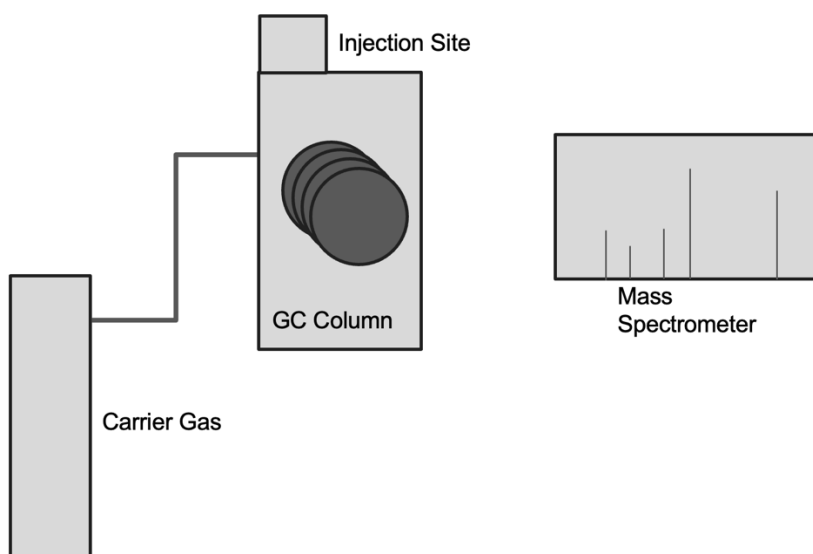 Injection Site
GC Column
Mass
Spectrometer
Carrier Gas